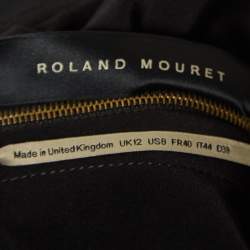 ROLAND MOURET
Made in United Kingdom UK12 US8 FR40 IT44 D38